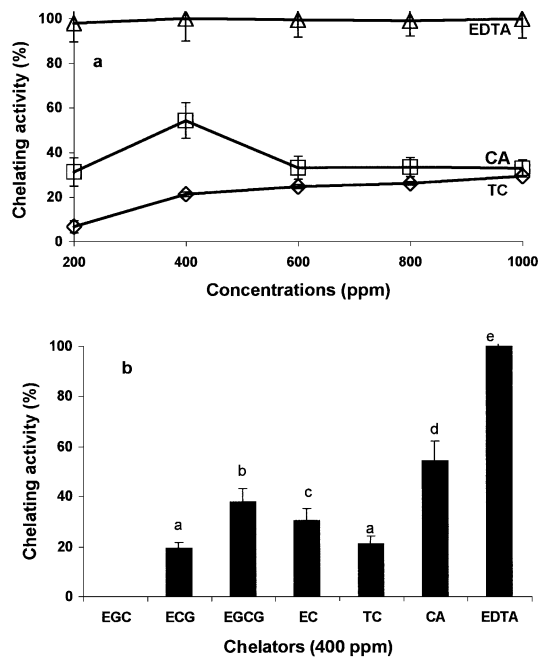 100
EDTA
80
a
60
40
CA
20
TC
0
200 400 600 800 1000
Chelating activity (%)
Concentrations (ppm)
100
e
b
80
d
60
b
40
c
a
a
20
0
EGC ECG EGCG EC TC CA EDTA
Chelating activity (%)
Chelators (400 ppm)